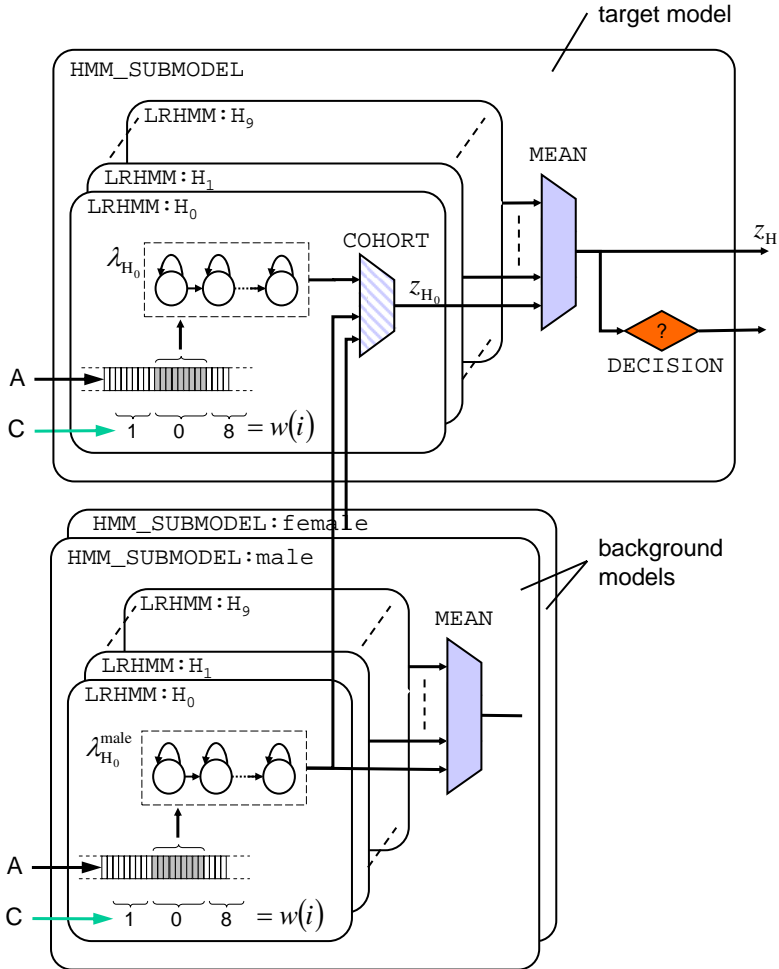 target model
HMM_SUBMODEL
LRHMM:H9
MEAN
LRHMM:H1
LRHMM:H0
COHORT
λH0
zH0
zH
?
DECISION
A
C
1 0 8 = w(i)
HMM_SUBMODEL:female
HMM_SUBMODEL:male
background
models
LRHMM:H9
MEAN
LRHMM:H1
LRHMM:H0
λH0male
A
C
1 0 8 = w(i)